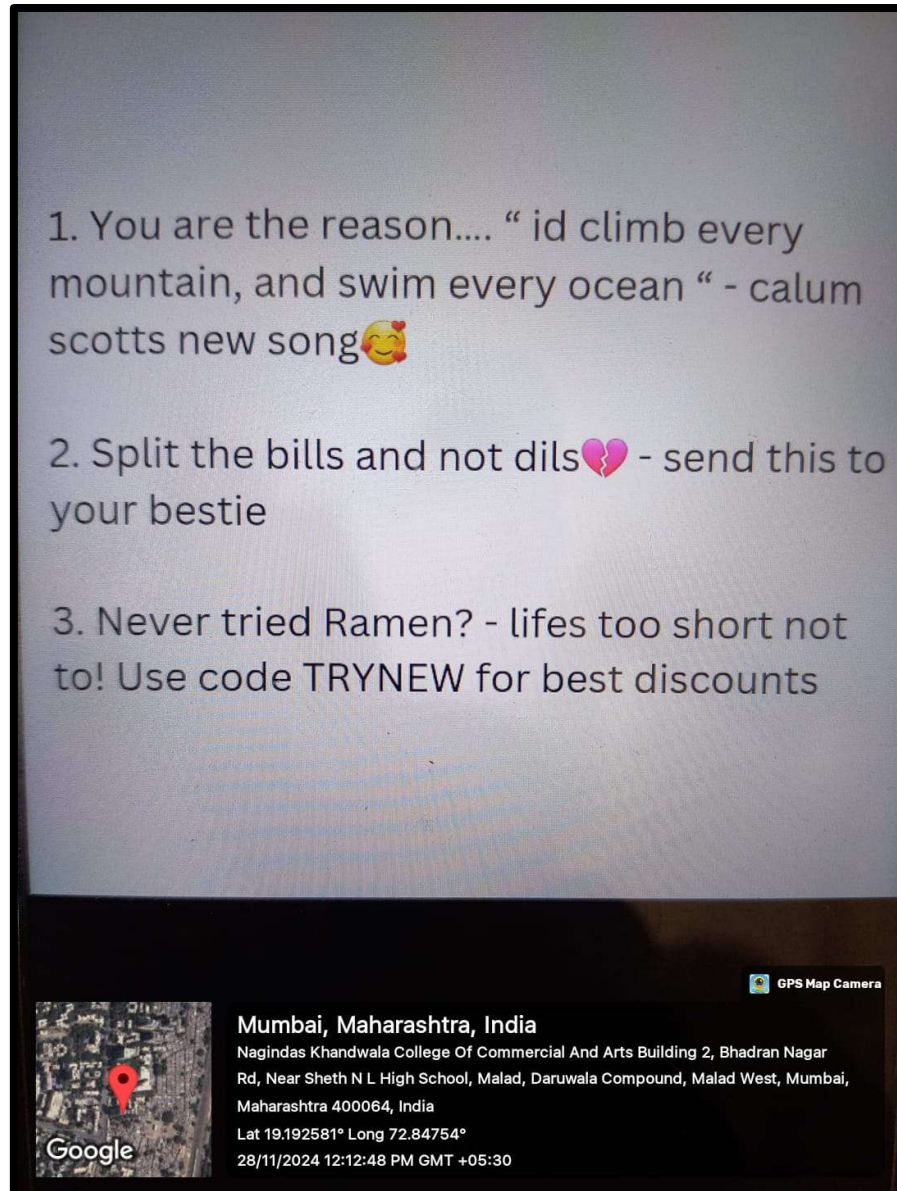 1. You are the reason.... “ id climb every
mountain, and swim every ocean “ - calum
scotts new song🥰
2. Split the bills and not dils💔 - send this to
your bestie
3. Never tried Ramen? - lifes too short not
to! Use code TRYNEW for best discounts
GPS Map Camera
Mumbai, Maharashtra, India
Nagindas Khandwala College Of Commercial And Arts Building 2, Bhadran Nagar
Rd, Near Sheth N L High School, Malad, Daruwala Compound, Malad West, Mumbai,
Maharashtra 400064, India
Lat 19.192581° Long 72.84754°
28/11/2024 12:12:48 PM GMT +05:30
Google